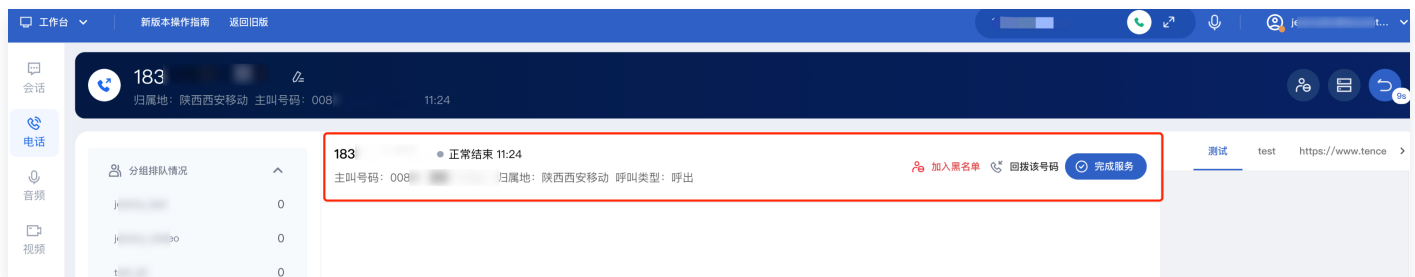 工作台 新版本操作指南 返回旧版
会话
183
归属地：陕西西安移动 主叫号码：008 11:24
9s
电话
183 正常结束 11:24
主叫号码：008 归属地：陕西西安移动 呼叫类型：呼出
加入黑名单 回拨该号码 完成服务
测试 test https://www.tence
分组排队情况
音频
0
0
视频
0